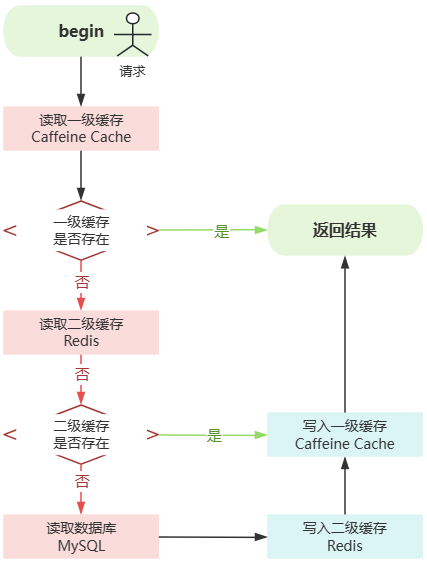 begin
请求
读取一级缓存
Caffeine Cache
一级缓存
是否存在
是
返回结果
否
读取二级缓存
Redis
否
二级缓存
是否存在
是
写入一级缓存
Caffeine Cache
否
读取数据库
MySQL
写入二级缓存
Redis